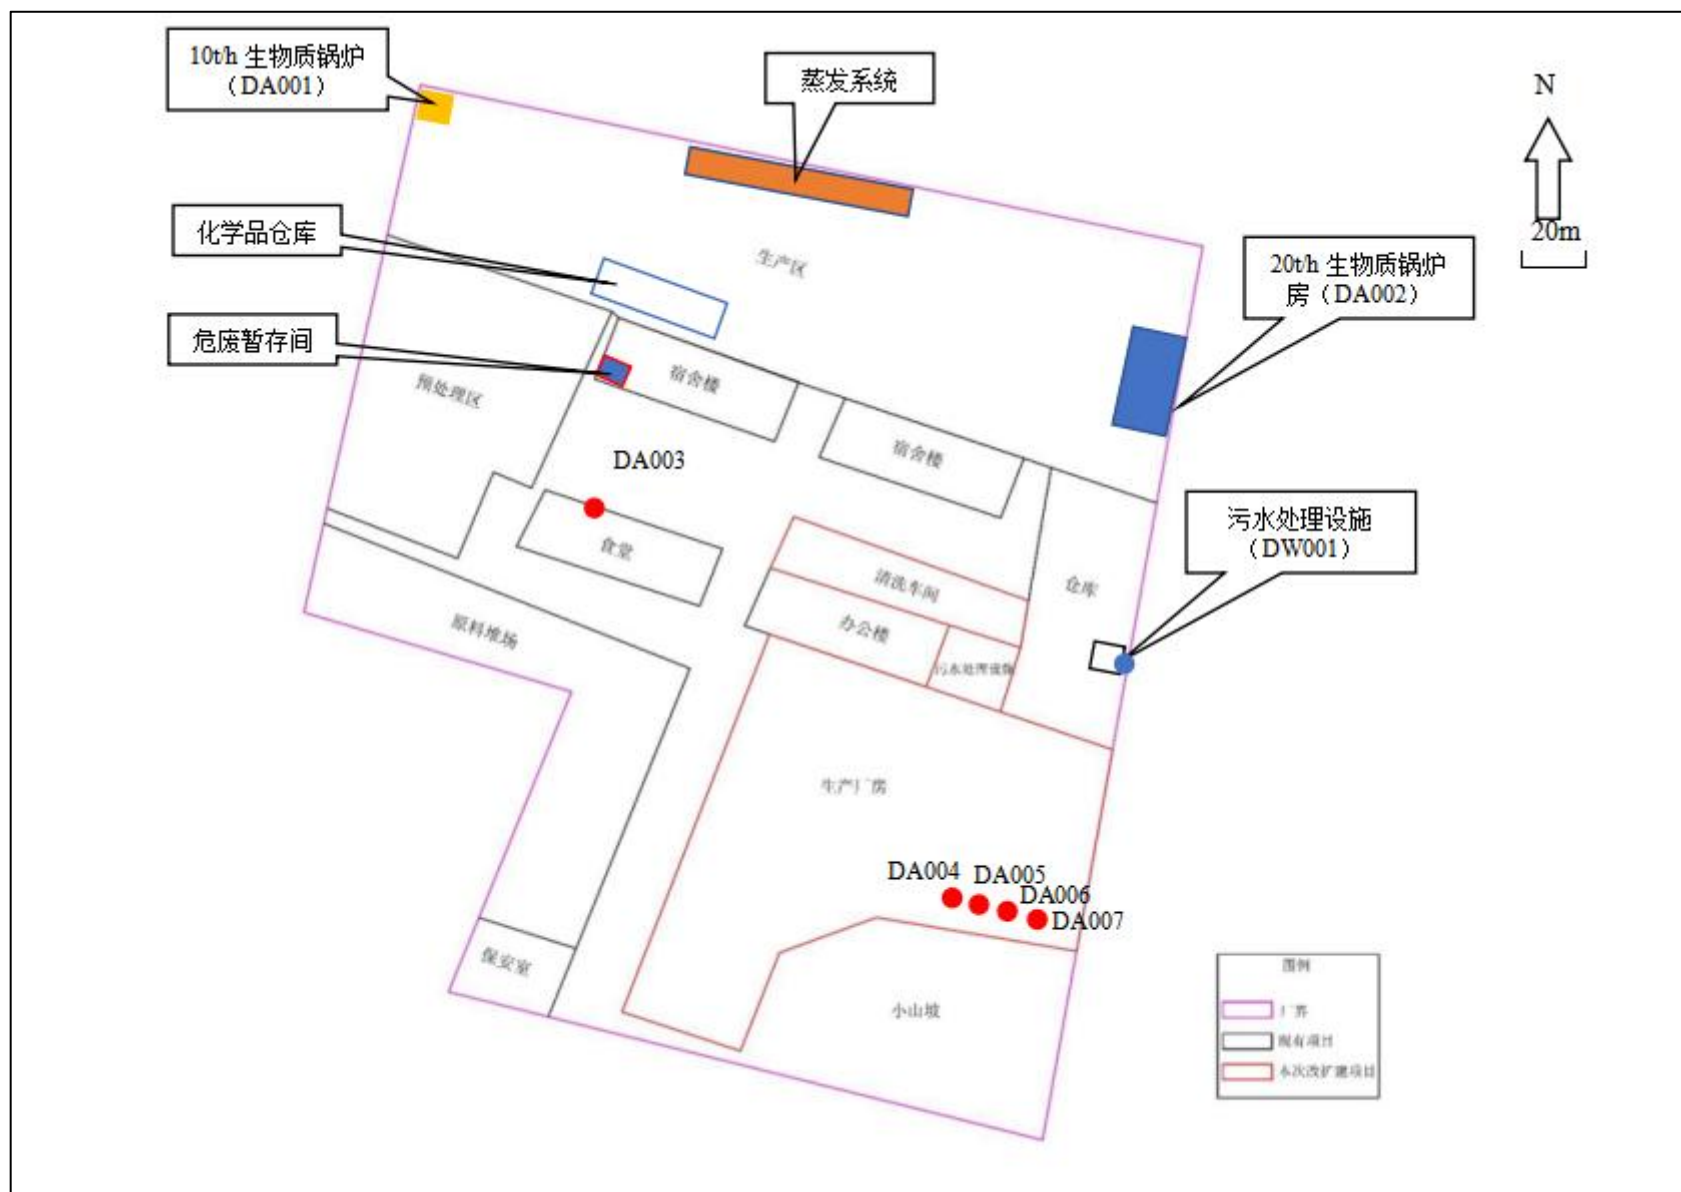 10t/h 生物质锅炉
（DA001）
蒸发系统
N
20m
化学品仓库
生产区
20t/h 生物质锅炉
房（DA002）
危废暂存间
宿舍楼
预处理区
宿舍楼
DA003
污水处理设施
（DW001）
食堂
清洗车间
仓库
办公楼
原料堆场
污水处理设施
生产厂房
DA004
DA005
DA006
DA007
保安室
小山坡
图例
厂界
现有项目
本次改扩建项目